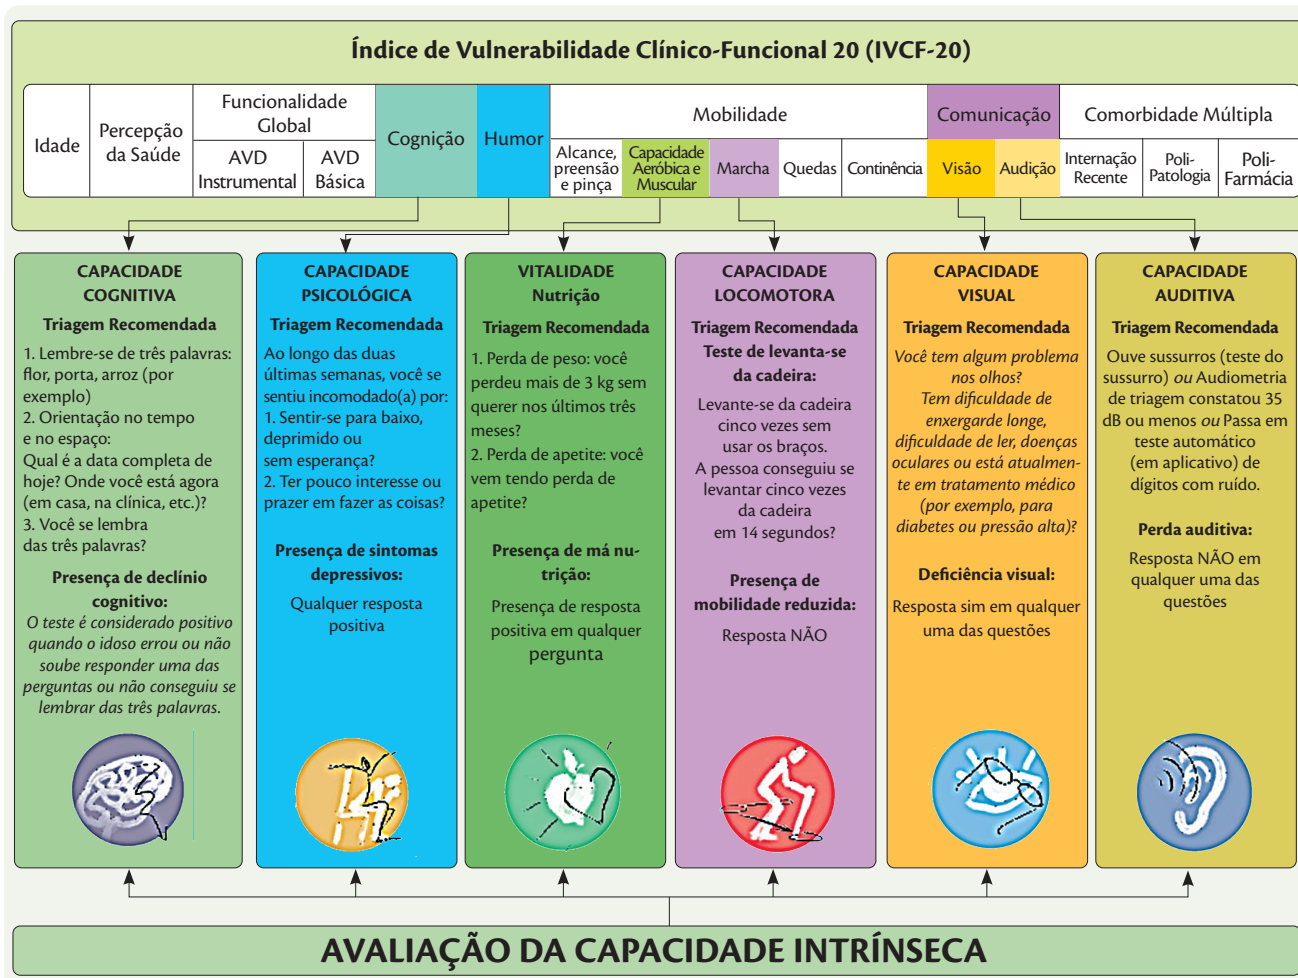 Índice de Vulnerabilidade Clínico-Funcional 20 (IVCF-20)
Idade
Percepção
da Saúde
Funcionalidade
Global
AVD
Instrumental
AVD
Básica
Cognição
Humor
Mobilidade
Alcance,
preensão
e pinça
Capacidade
Aeróbica e
Muscular
Marcha
Quedas
Continência
Comunicação
Visão
Audição
Comorbidade Múltipla
Internação
Recente
Poli-
Patologia
Poli-
Farmácia
CAPACIDADE
COGNITIVA
Triagem Recomendada
1. Lembre-se de três palavras:
flor, porta, arroz (por
exemplo)
2. Orientação no tempo
e no espaço:
Qual é a data completa de
hoje? Onde você está agora
(em casa, na clínica, etc.)?
3. Você se lembra
das três palavras?
Presença de declínio
cognitivo:
O teste é considerado positivo
quando o idoso errou ou não
soube responder uma das
perguntas ou não conseguiu se
lembrar das três palavras.
CAPACIDADE
PSICOLÓGICA
Triagem Recomendada
Ao longo das duas
últimas semanas, você se
sentiu incomodado(a) por:
1. Sentir-se para baixo,
deprimido ou
sem esperança?
2. Ter pouco interesse ou
prazer em fazer as coisas?
Presença de sintomas
depressivos:
Qualquer resposta
positiva
VITALIDADE
Nutrição
Triagem Recomendada
1. Perda de peso: você
perdeu mais de 3 kg sem
querer nos últimos três
meses?
2. Perda de apetite: você
vem tendo perda de
apetite?
Presença de má nu-
trição:
Presença de resposta
positiva em qualquer
pergunta
CAPACIDADE
LOCOMOTORA
Triagem Recomendada
Teste de levanta-se
da cadeira:
Levante-se da cadeira
cinco vezes sem
usar os braços.
A pessoa conseguiu se
levantar cinco vezes
da cadeira
em 14 segundos?
Presença de
mobilidade reduzida:
Resposta NÃO
CAPACIDADE
VISUAL
Triagem Recomendada
Você tem algum problema
nos olhos?
Tem dificuldade de
enxergarde longe,
dificuldade de ler, doenças
oculares ou está atualmen-
te em tratamento médico
(por exemplo, para
diabetes ou pressão alta)?
Deficiência visual:
Resposta sim em qualquer
uma das questões
CAPACIDADE
AUDITIVA
Triagem Recomendada
Ouve sussurros (teste do
sussurro) ou Audiometria
de triagem constatou 35
dB ou menos ou Passa em
teste automático
(em aplicativo) de
dígitos com ruído.
Perda auditiva:
Resposta NÃO em
qualquer uma das
questões
AVALIAÇÃO DA CAPACIDADE INTRÍNSECA